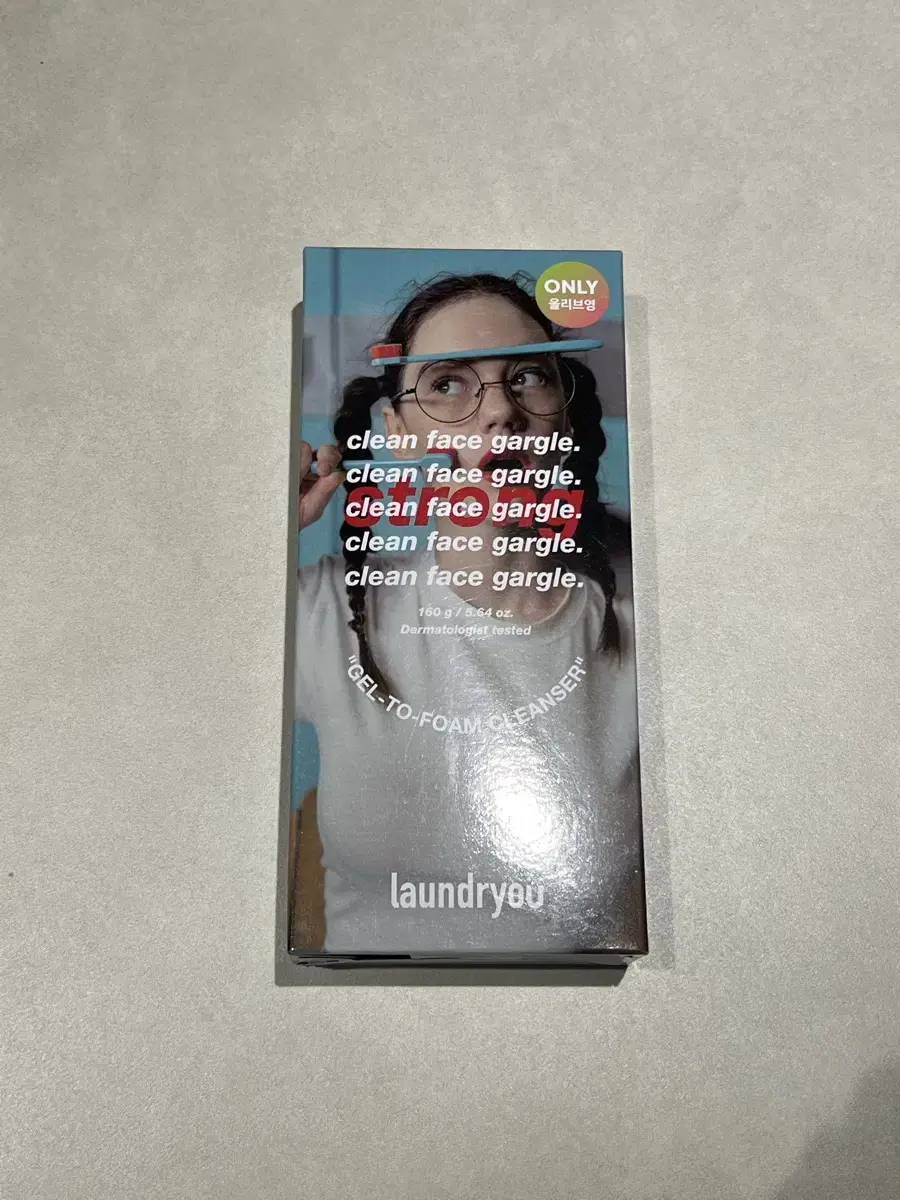 ONLY
올리브영
clean face gargle.
clean face gargle.
strong
clean face gargle.
clean face gargle.
clean face gargle.
160 g / 5.64 oz.
Dermatologist tested
"GEL-TO-FOAM CLEANSER"
laundryou